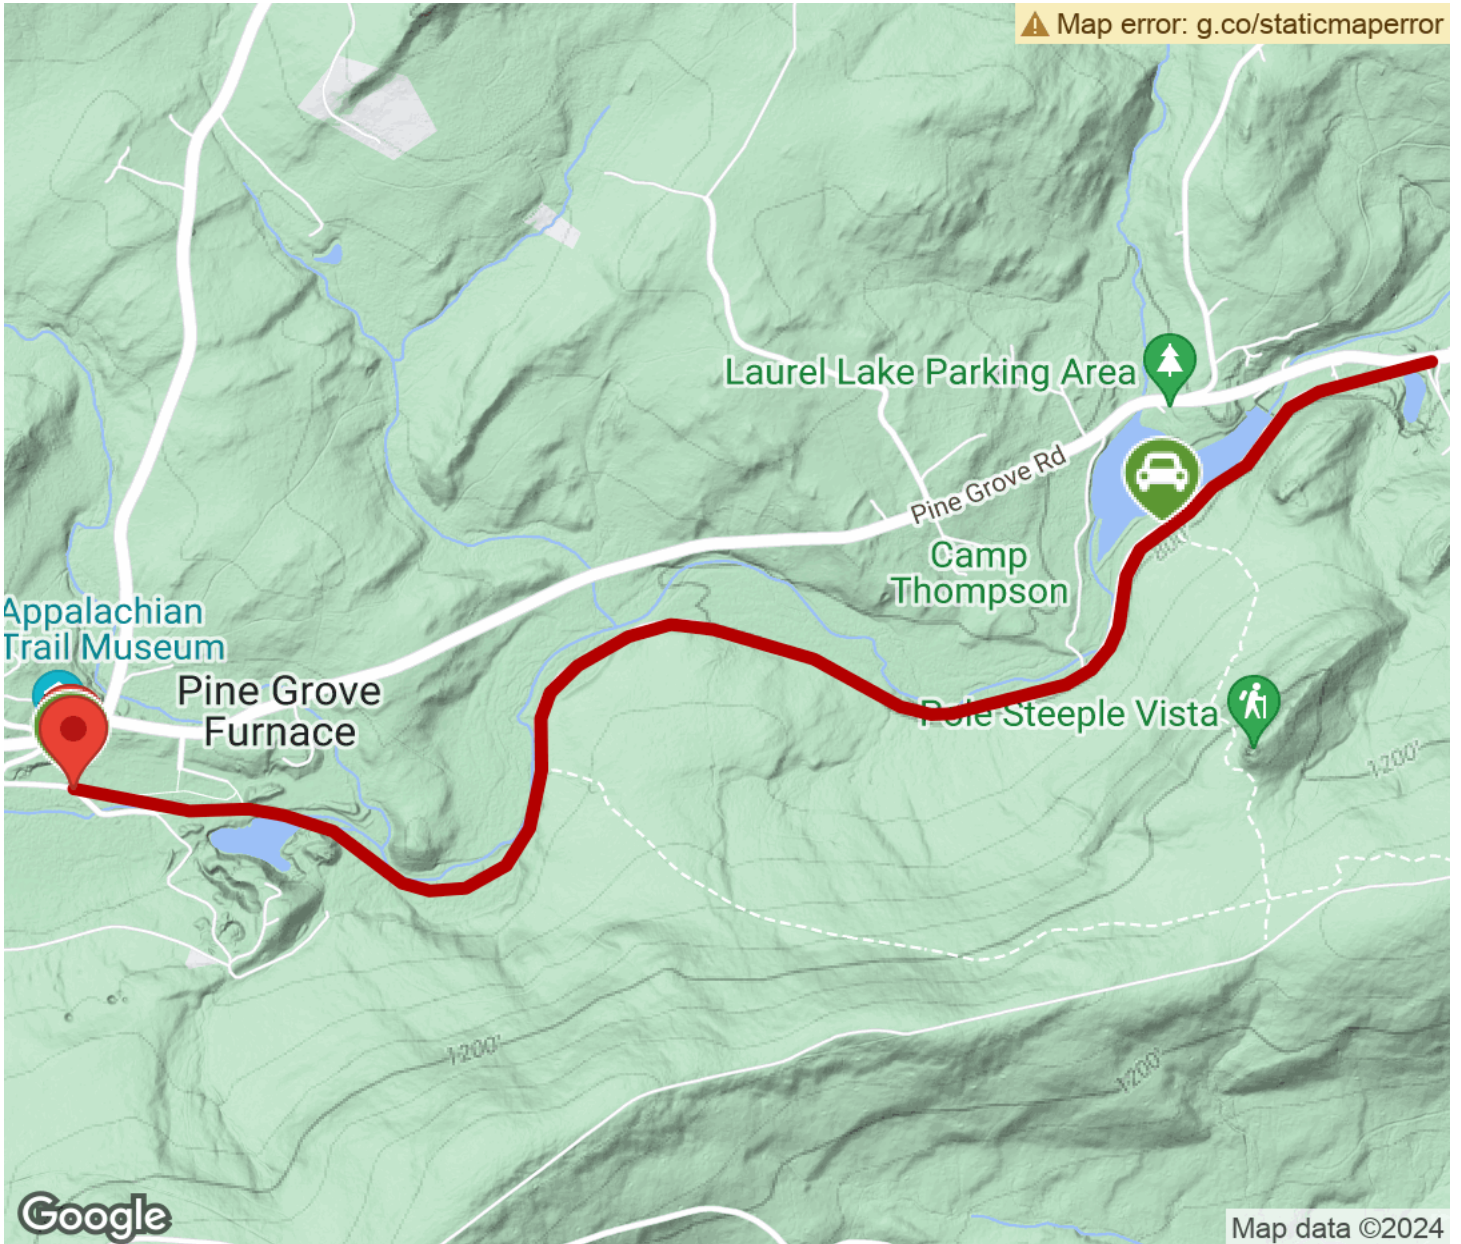 Map error: g.co/staticmaperror
Laurel Lake Parking Area
Pine Grove Rd
Camp
Thompson
800'
Appalachian
Trail Museum
Pine Grove
Furnace
Pole Steeple Vista
1200'
1200'
1200'
Google
Map data ©2024